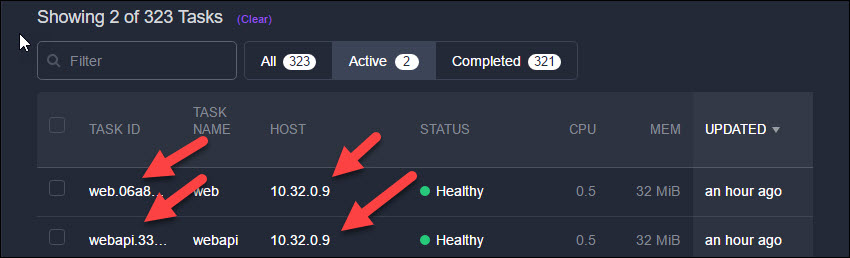 Showing 2 of 323 Tasks (Clear)
Filter All 323 Active 2 Completed 321
TASK ID TASK NAME HOST STATUS CPU MEM UPDATED
web.06a8... web 10.32.0.9 Healthy 0.5 32 MiB an hour ago
webapi.33... webapi 10.32.0.9 Healthy 0.5 32 MiB an hour ago